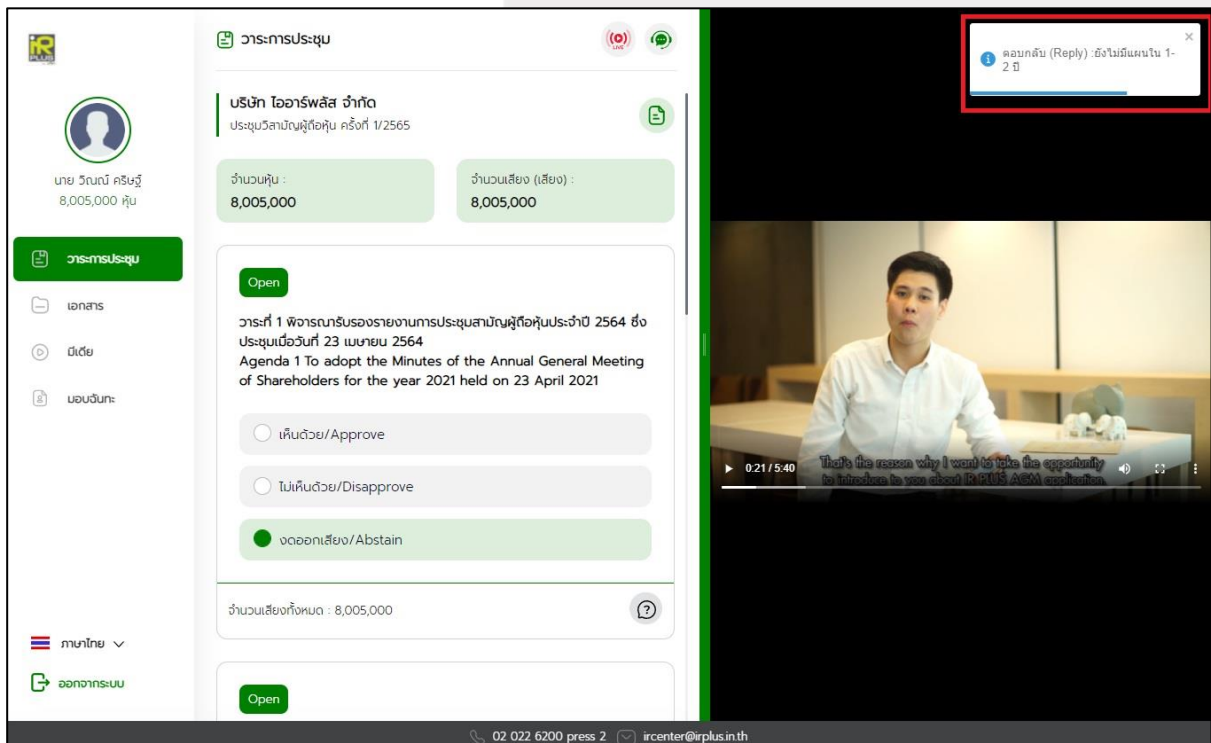 iR
PLUS
นาย วิณณ์ คริษฐ์
8,005,000 หุ้น
วาระการประชุม
เอกสาร
มีเดีย
มอบฉันทะ
ภาษาไทย
ออกจากระบบ
วาระการประชุม
LIVE
บริษัท ไออาร์พลัส จำกัด
ประชุมวิสามัญผู้ถือหุ้น ครั้งที่ 1/2565
จำนวนหุ้น :
8,005,000
จำนวนเสียง (เสียง) :
8,005,000
Open
วาระที่ 1 พิจารณารับรองรายงานการประชุมสามัญผู้ถือหุ้นประจำปี 2564 ซึ่ง
ประชุมเมื่อวันที่ 23 เมษายน 2564
Agenda 1 To adopt the Minutes of the Annual General Meeting
of Shareholders for the year 2021 held on 23 April 2021
เห็นด้วย/Approve
ไม่เห็นด้วย/Disapprove
งดออกเสียง/Abstain
จำนวนเสียงทั้งหมด : 8,005,000
Open
ตอบกลับ (Reply) :ยังไม่มีแผนใน 1-
2 ปี
0:21 / 5:40
That's the reason why I want to take the opportunity
to introduce to you about IR PLUS AGM application.
02 022 6200 press 2
ircenter@irplus.in.th